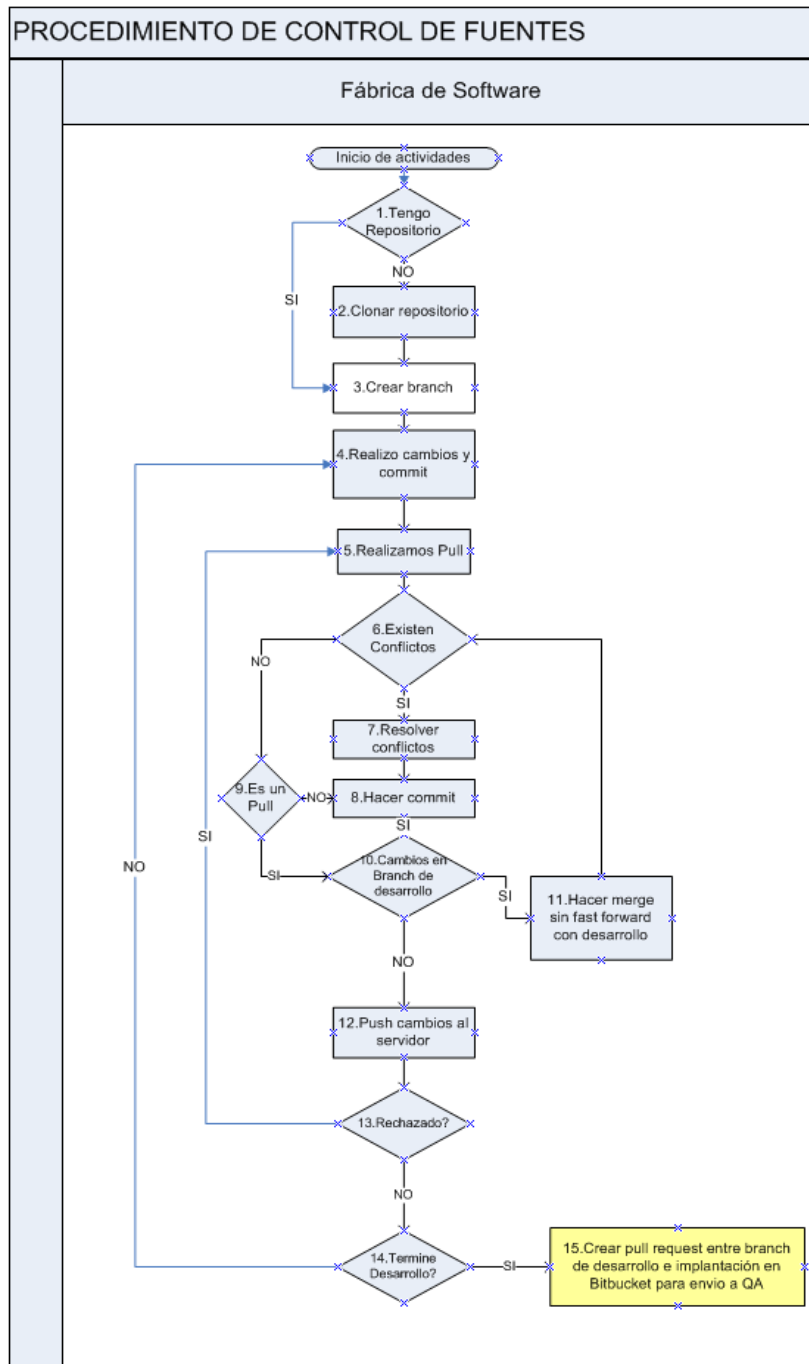 PROCEDIMIENTO DE CONTROL DE FUENTES
Fábrica de Software
Inicio de actividades
1.Tengo
Repositorio
NO
SI
2.Clonar repositorio
3.Crear branch
4.Realizo cambios y
commit
5.Realizamos Pull
6.Existen
Conflictos
NO
SI
7.Resolver
conflictos
9.Es un
Pull
NO
8.Hacer commit
SI
SI
NO
10.Cambios en
Branch de
desarrollo
SI
SI
11.Hacer merge
sin fast forward
con desarrollo
NO
12.Push cambios al
servidor
13.Rechazado?
NO
14.Termine
Desarrollo?
SI
15.Crear pull request entre branch
de desarrollo e implantación en
Bitbucket para envio a QA